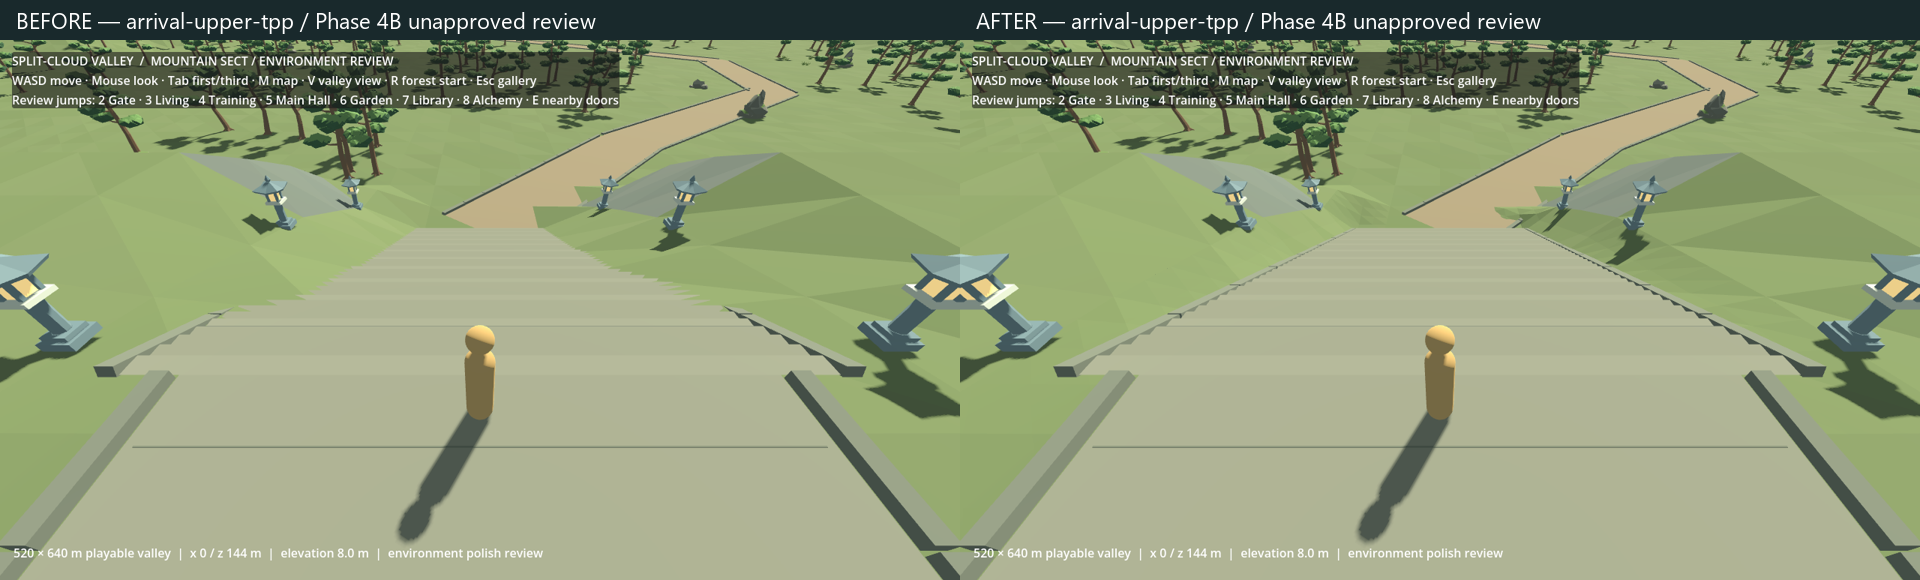 BEFORE — arrival-upper-tpp / Phase 4B unapproved review
SPLIT-CLOUD VALLEY / MOUNTAIN SECT / ENVIRONMENT REVIEW
WASD move · Mouse look · Tab first/third · M map · V valley view · R forest start · Esc gallery
Review jumps: 2 Gate · 3 Living · 4 Training · 5 Main Hall · 6 Garden · 7 Library · 8 Alchemy · E nearby doors
520 × 640 m playable valley | x 0 / z 144 m | elevation 8.0 m | environment polish review
AFTER — arrival-upper-tpp / Phase 4B unapproved review
SPLIT-CLOUD VALLEY / MOUNTAIN SECT / ENVIRONMENT REVIEW
WASD move · Mouse look · Tab first/third · M map · V valley view · R forest start · Esc gallery
Review jumps: 2 Gate · 3 Living · 4 Training · 5 Main Hall · 6 Garden · 7 Library · 8 Alchemy · E nearby doors
520 × 640 m playable valley | x 0 / z 144 m | elevation 8.0 m | environment polish review